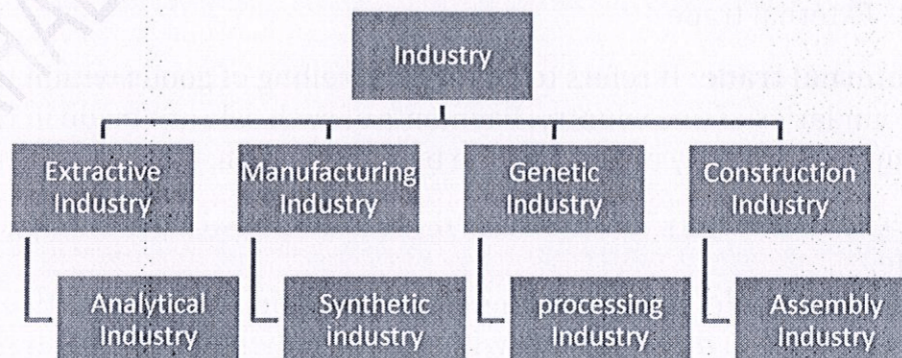 Industry
Extractive
Industry
Manufacturing
Industry
Genetic
Industry
Construction
Industry
Analytical
Industry
Synthetic
industry
processing
Industry
Assembly
Industry